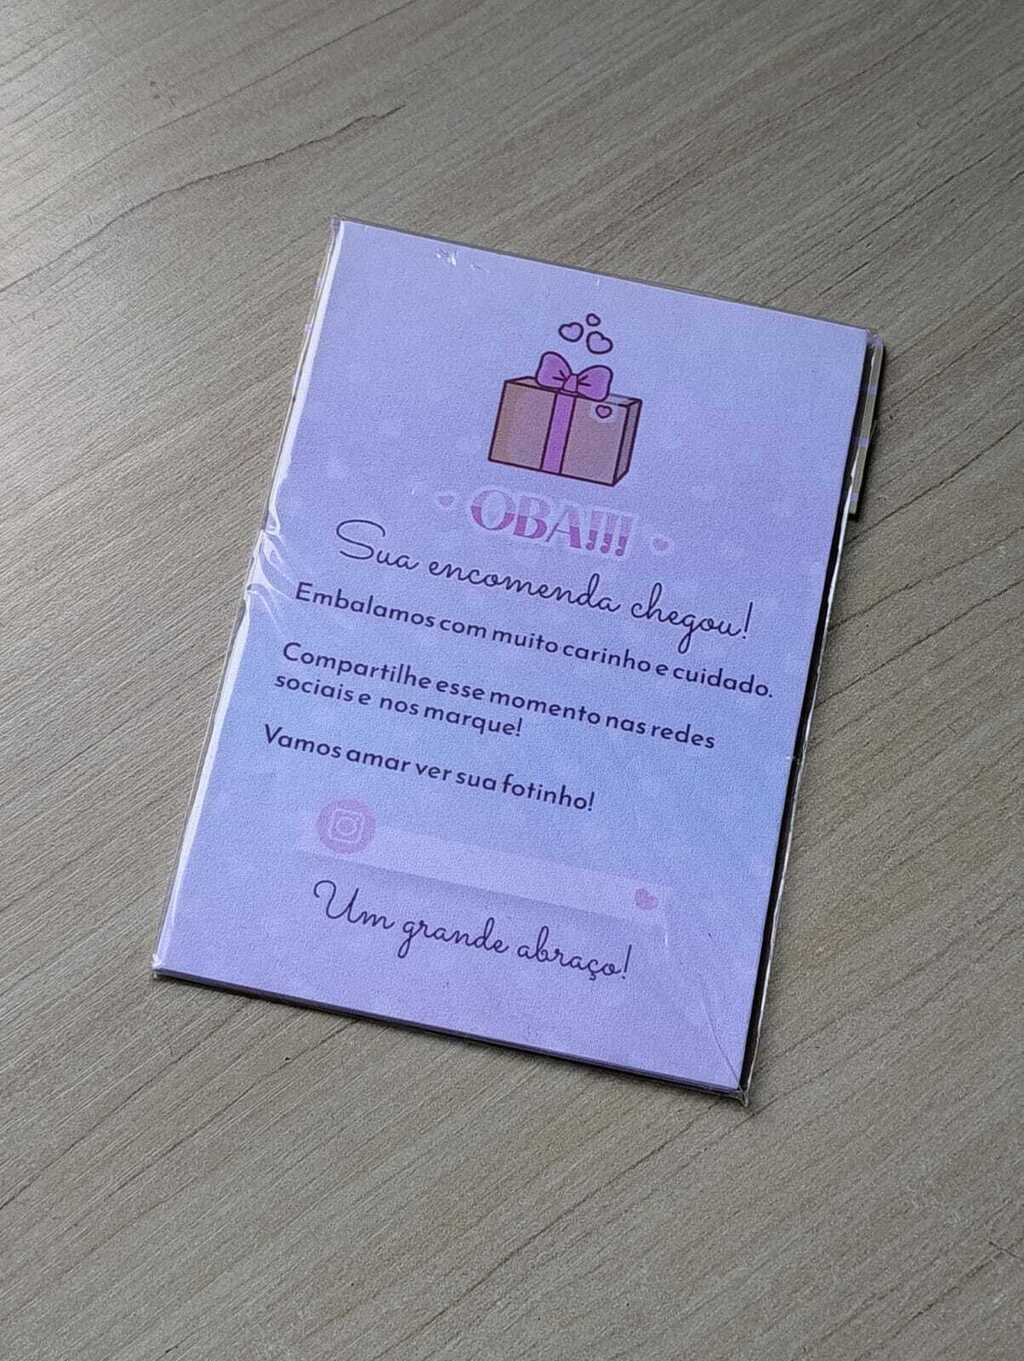 OBA!!!
Sua encomenda chegou!
Embalamos com muito carinho e cuidado.
Compartilhe esse momento nas redes
sociais e nos marque!
Vamos amar ver sua fotinho!
Um grande abraço!